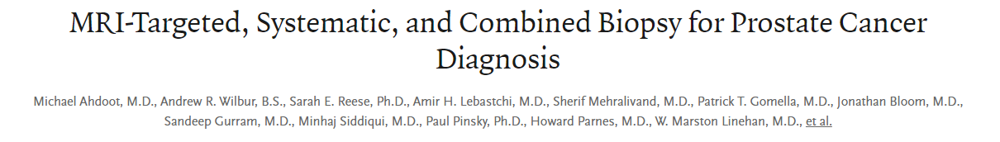 MRI-Targeted, Systematic, and Combined Biopsy for Prostate Cancer
Diagnosis
Michael Ahdoot, M.D., Andrew R. Wilbur, B.S., Sarah E. Reese, Ph.D., Amir H. Lebastchi, M.D., Sherif Mehralivand, M.D., Patrick T. Gomella, M.D., Jonathan Bloom, M.D.,
Sandeep Gurram, M.D., Minhaj Siddiqui, M.D., Paul Pinsky, Ph.D., Howard Parnes, M.D., W. Marston Linehan, M.D., et al.